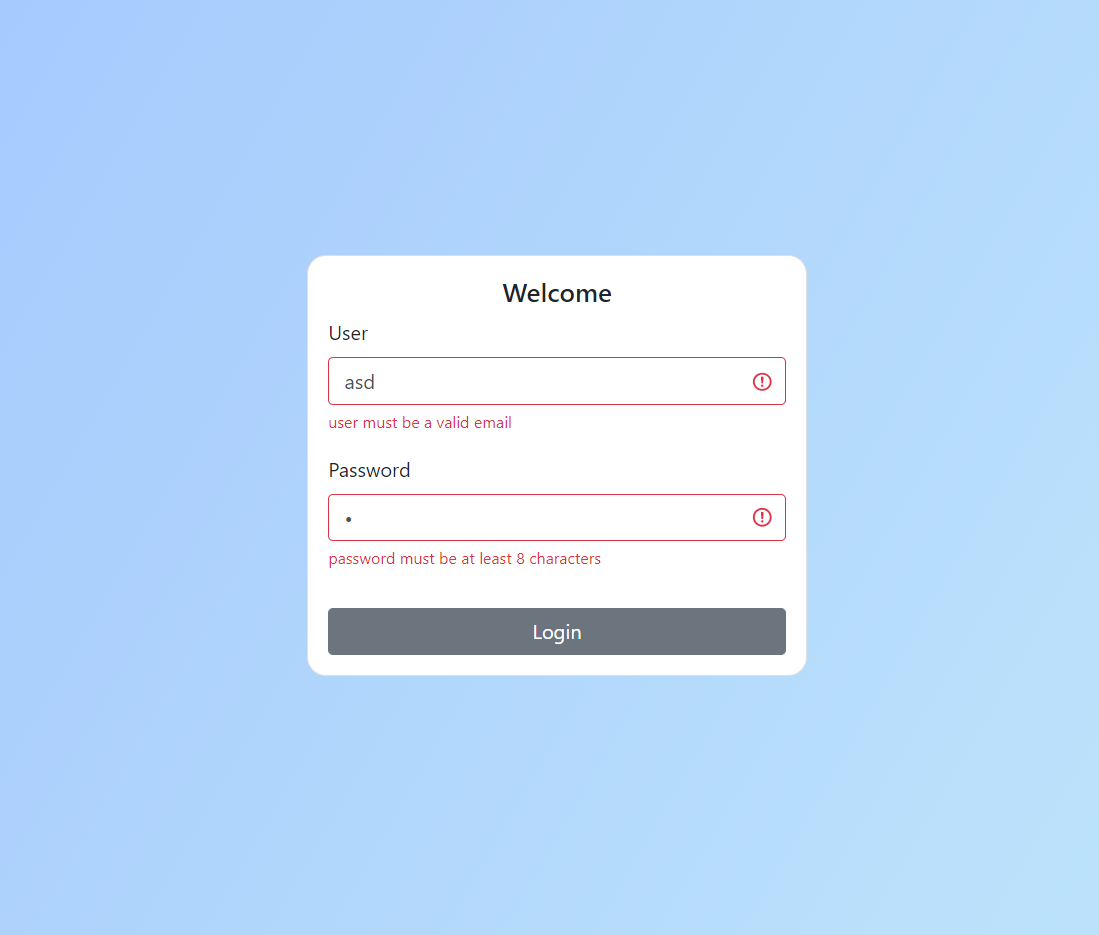 Welcome
User
asd
user must be a valid email
Password
•
password must be at least 8 characters
Login